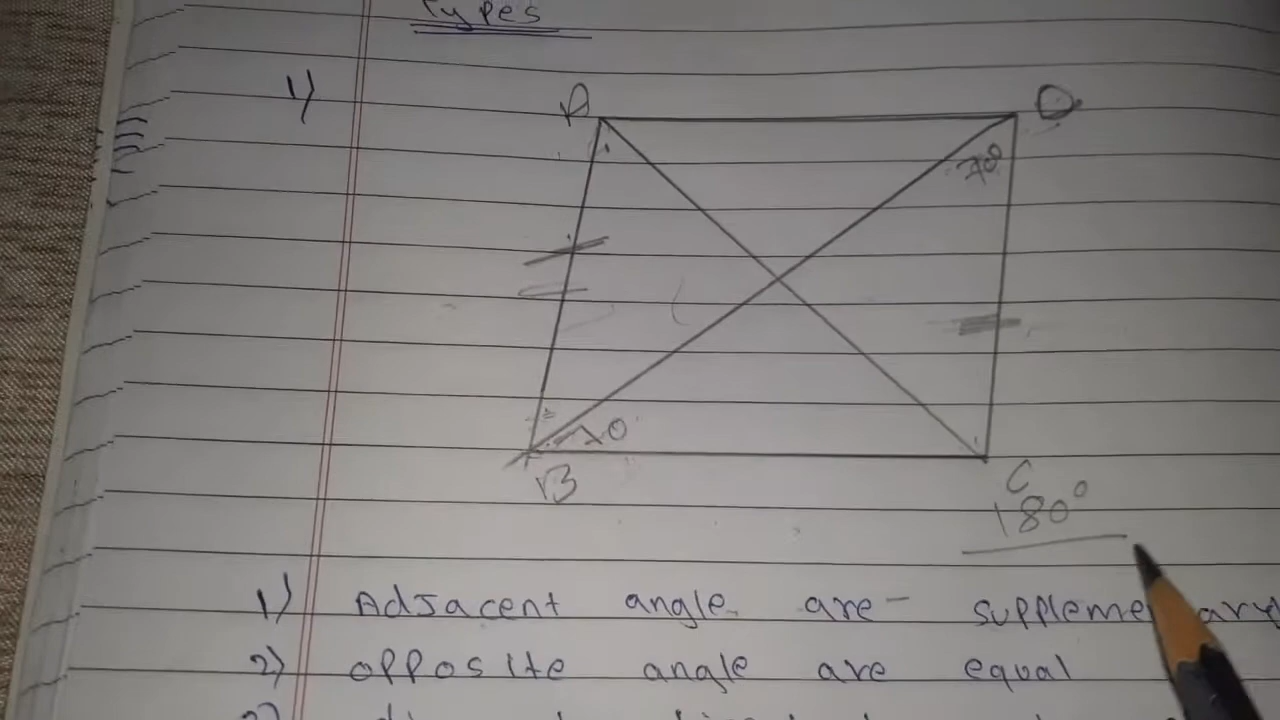 Types
1)
A D
70°
70
B C
180°
1) Adjacent angle are - supplementary
2) opposite angle are equal